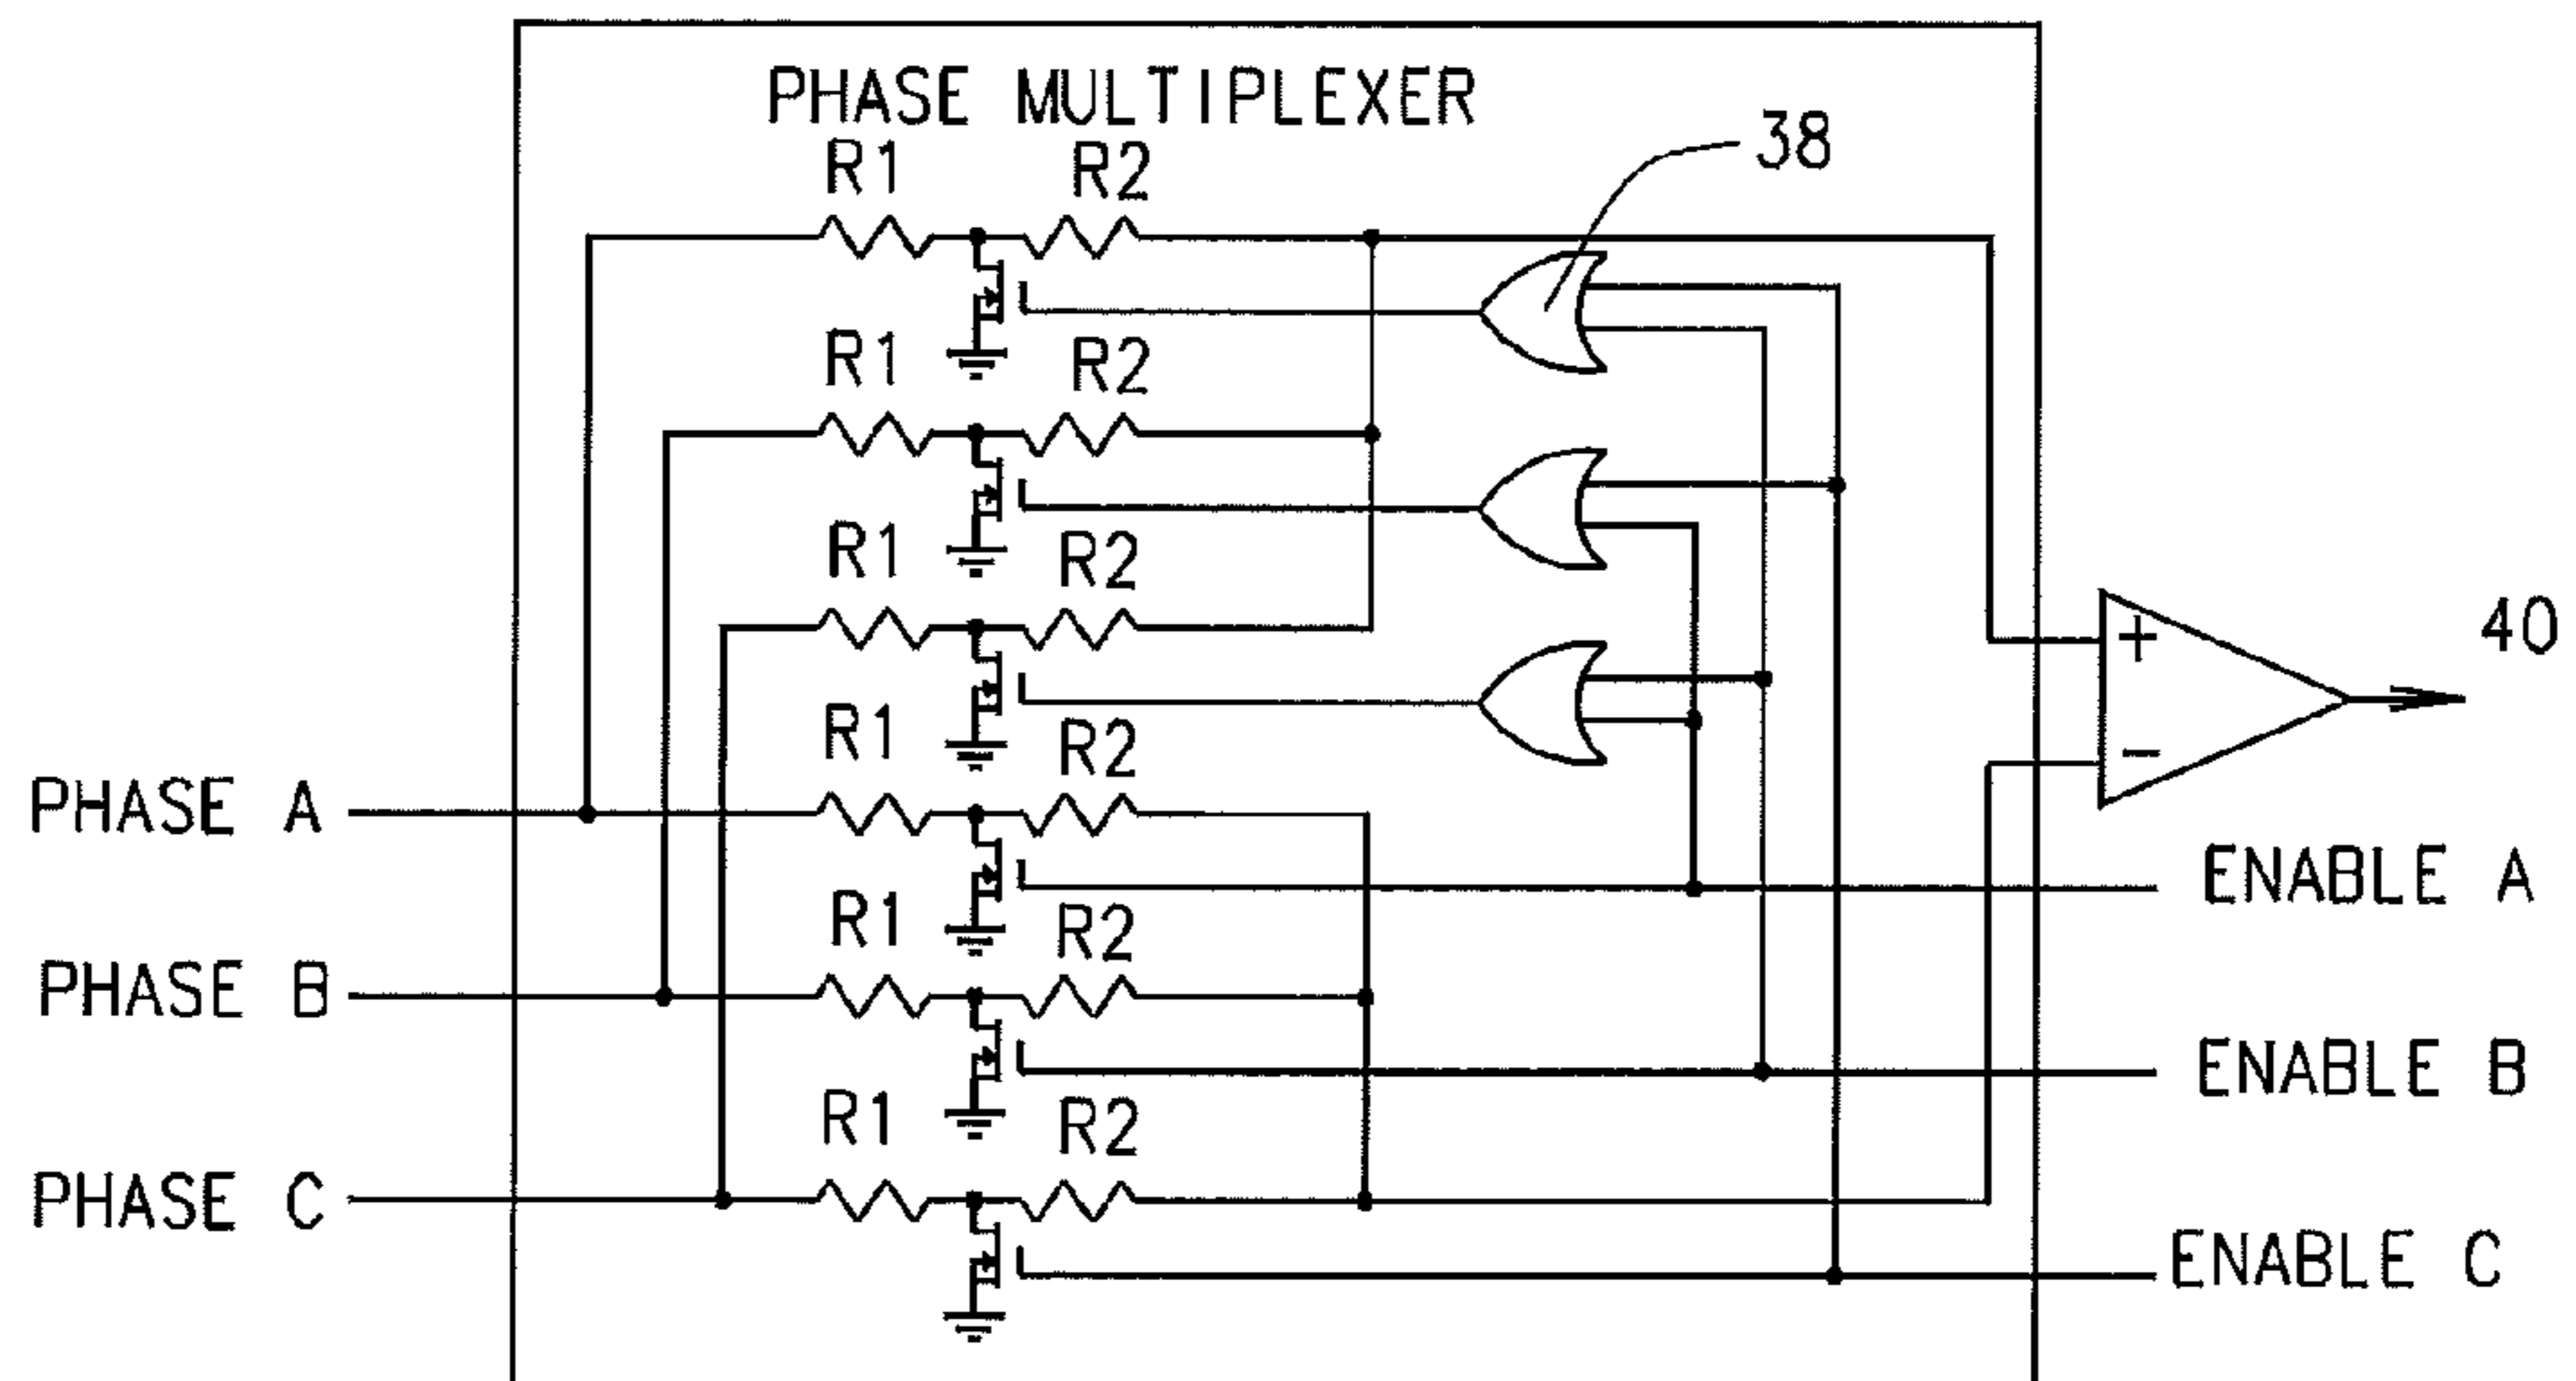 PHASE MULTIPLEXER
R1 R2
38
R1 R2
R1 R2
40
R1 R2
PHASE A
ENABLE A
R1 R2
PHASE B
ENABLE B
R1 R2
PHASE C
ENABLE C
+
-